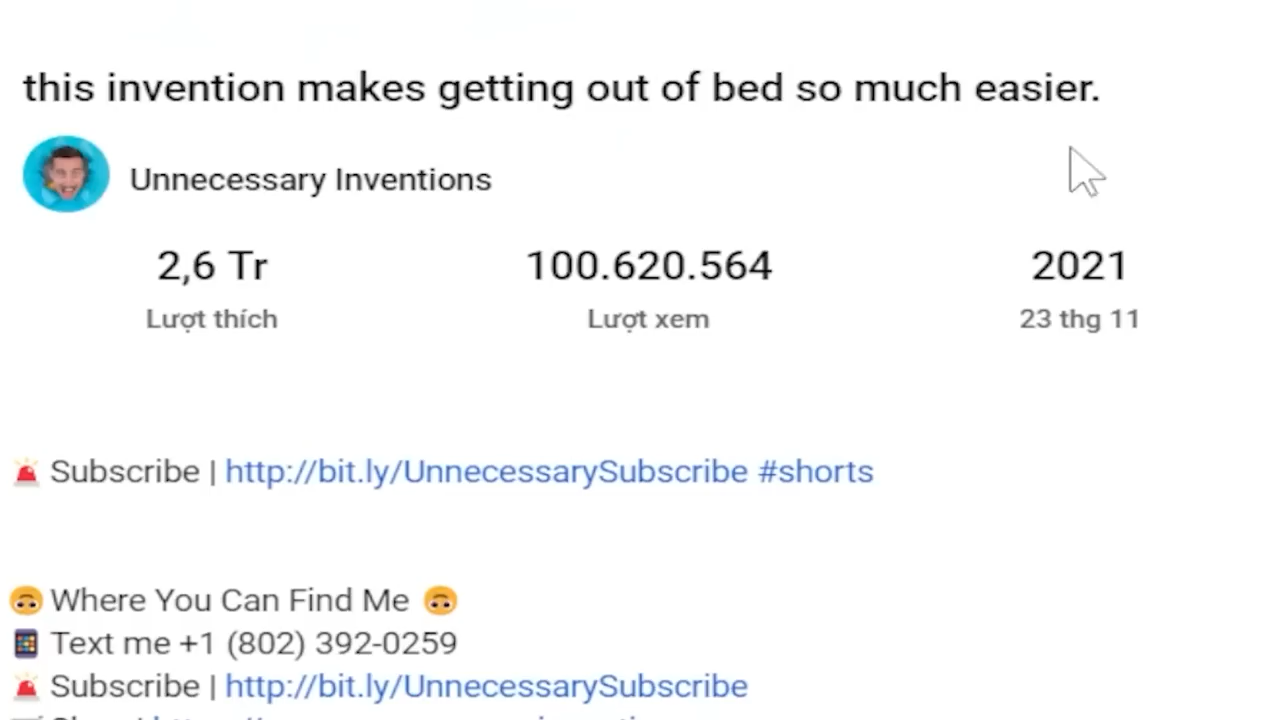 this invention makes getting out of bed so much easier.
Unnecessary Inventions
2,6 Tr 100.620.564 2021
Lượt thích Lượt xem 23 thg 11
Subscribe | http://bit.ly/UnnecessarySubscribe #shorts
Where You Can Find Me
Text me +1 (802) 392-0259
Subscribe | http://bit.ly/UnnecessarySubscribe